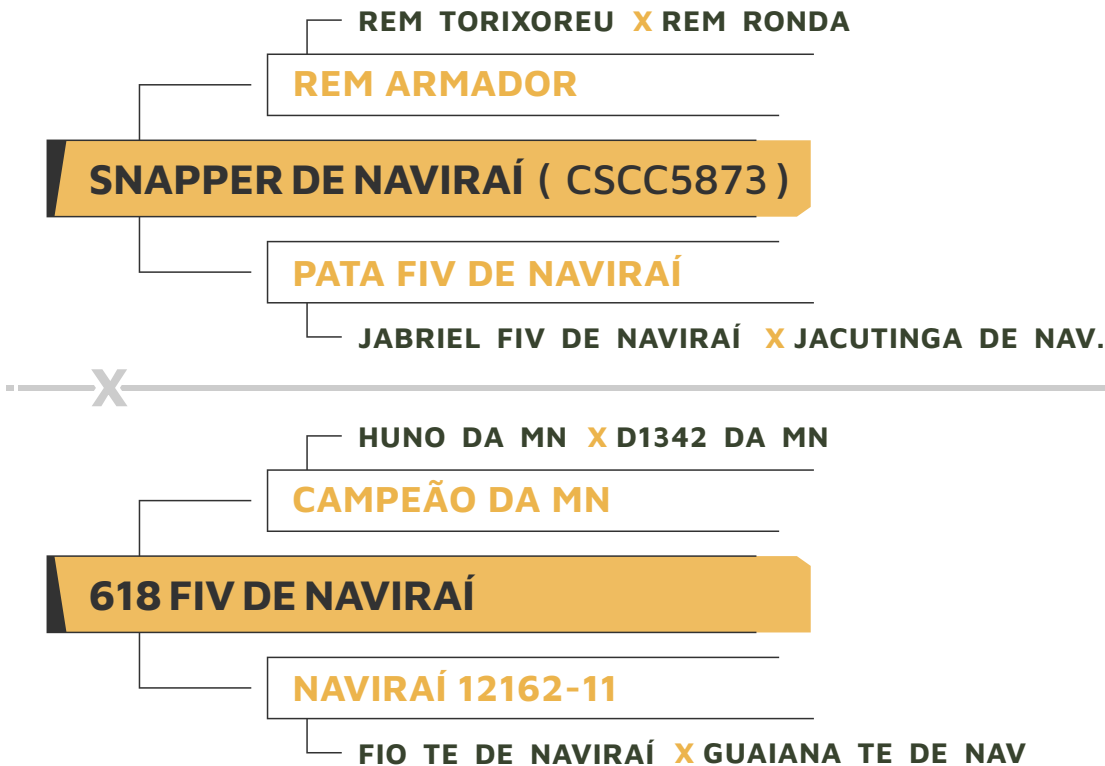 REM TORIXOREU X REM RONDA
REM ARMADOR
SNAPPER DE NAVIRAÍ ( CSCC5873 )
PATA FIV DE NAVIRAÍ
JABRIEL FIV DE NAVIRAÍ X JACUTINGA DE NAV.
X
HUNO DA MN X D1342 DA MN
CAMPEÃO DA MN
618 FIV DE NAVIRAÍ
NAVIRAÍ 12162-11
FIO TE DE NAVIRAÍ X GUAIANA TE DE NAV